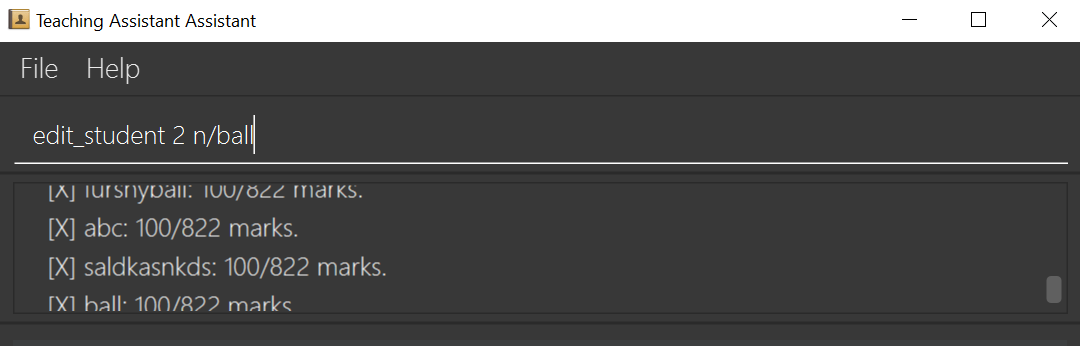 Teaching Assistant Assistant
File Help
edit_student 2 n/ball
[X] furshyball: 100/822 marks.
[X] abc: 100/822 marks.
[X] saldkasnkds: 100/822 marks.
[X] ball: 100/822 marks